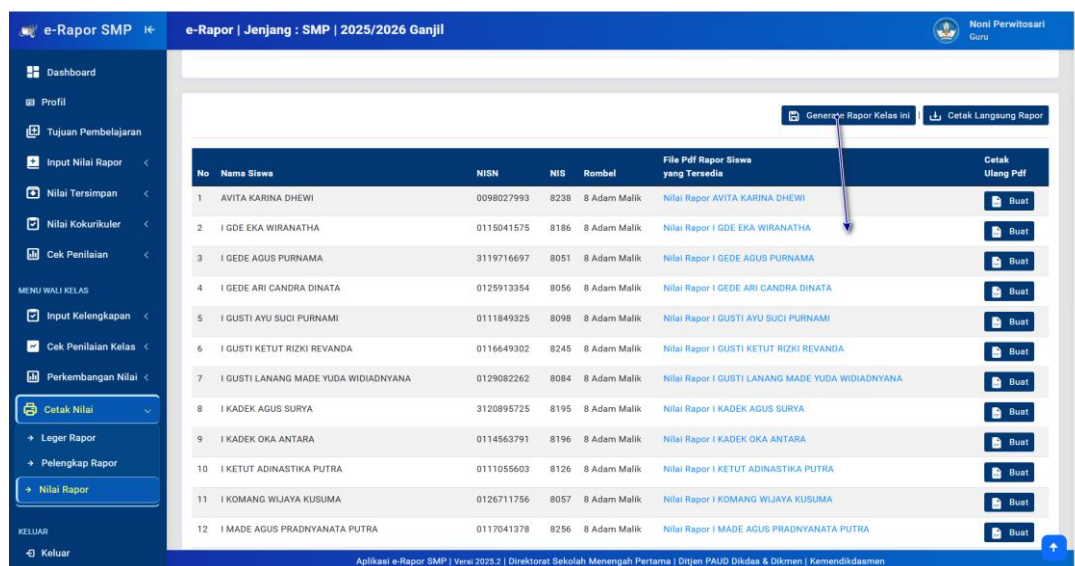 e-Rapor SMP
e-Rapor | Jenjang : SMP | 2025/2026 Ganjil
Noni Perwitosari
Guru
Dashboard
Profil
Tujuan Pembelajaran
Input Nilai Rapor
Nilai Tersimpan
Nilai Kokurikuler
Cek Penilaian
MENU WALI KELAS
Input Kelengkapan
Cek Penilaian Kelas
Perkembangan Nilai
Cetak Nilai
Leger Rapor
Pelengkap Rapor
Nilai Rapor
KELUAR
Keluar
Generate Rapor Kelas ini | Cetak Langsung Rapor
No Nama Siswa NISN NIS Rombel File Pdf Rapor Siswa yang Tersedia Cetak Ulang Pdf
1 AVITA KARINA DHEWI 0098027993 8238 8 Adam Malik Nilai Rapor AVITA KARINA DHEWI Buat
2 I GDE EKA WIRANATHA 0115041575 8186 8 Adam Malik Nilai Rapor I GDE EKA WIRANATHA Buat
3 I GEDE AGUS PURNAMA 3119716697 8051 8 Adam Malik Nilai Rapor I GEDE AGUS PURNAMA Buat
4 I GEDE ARI CANDRA DINATA 0125913354 8056 8 Adam Malik Nilai Rapor I GEDE ARI CANDRA DINATA Buat
5 I GUSTI AYU SUCI PURNAMI 0111849325 8098 8 Adam Malik Nilai Rapor I GUSTI AYU SUCI PURNAMI Buat
6 I GUSTI KETUT RIZKI REVANDA 0116649302 8245 8 Adam Malik Nilai Rapor I GUSTI KETUT RIZKI REVANDA Buat
7 I GUSTI LANANG MADE YUDA WIDIADNYANA 0129082262 8084 8 Adam Malik Nilai Rapor I GUSTI LANANG MADE YUDA WIDIADNYANA Buat
8 I KADEK AGUS SURYA 3120895725 8195 8 Adam Malik Nilai Rapor I KADEK AGUS SURYA Buat
9 I KADEK OKA ANTARA 0114563791 8196 8 Adam Malik Nilai Rapor I KADEK OKA ANTARA Buat
10 I KETUT ADINASTIKA PUTRA 0111055603 8126 8 Adam Malik Nilai Rapor I KETUT ADINASTIKA PUTRA Buat
11 I KOMANG WIJAYA KUSUMA 0126711756 8057 8 Adam Malik Nilai Rapor I KOMANG WIJAYA KUSUMA Buat
12 I MADE AGUS PRADNYANATA PUTRA 0117041378 8256 8 Adam Malik Nilai Rapor I MADE AGUS PRADNYANATA PUTRA Buat
Aplikasi e-Rapor SMP | Versi 2025.2 | Direktorat Sekolah Menengah Pertama | Ditjen PAUD Dikdas & Dikmen | Kemendikdasmen